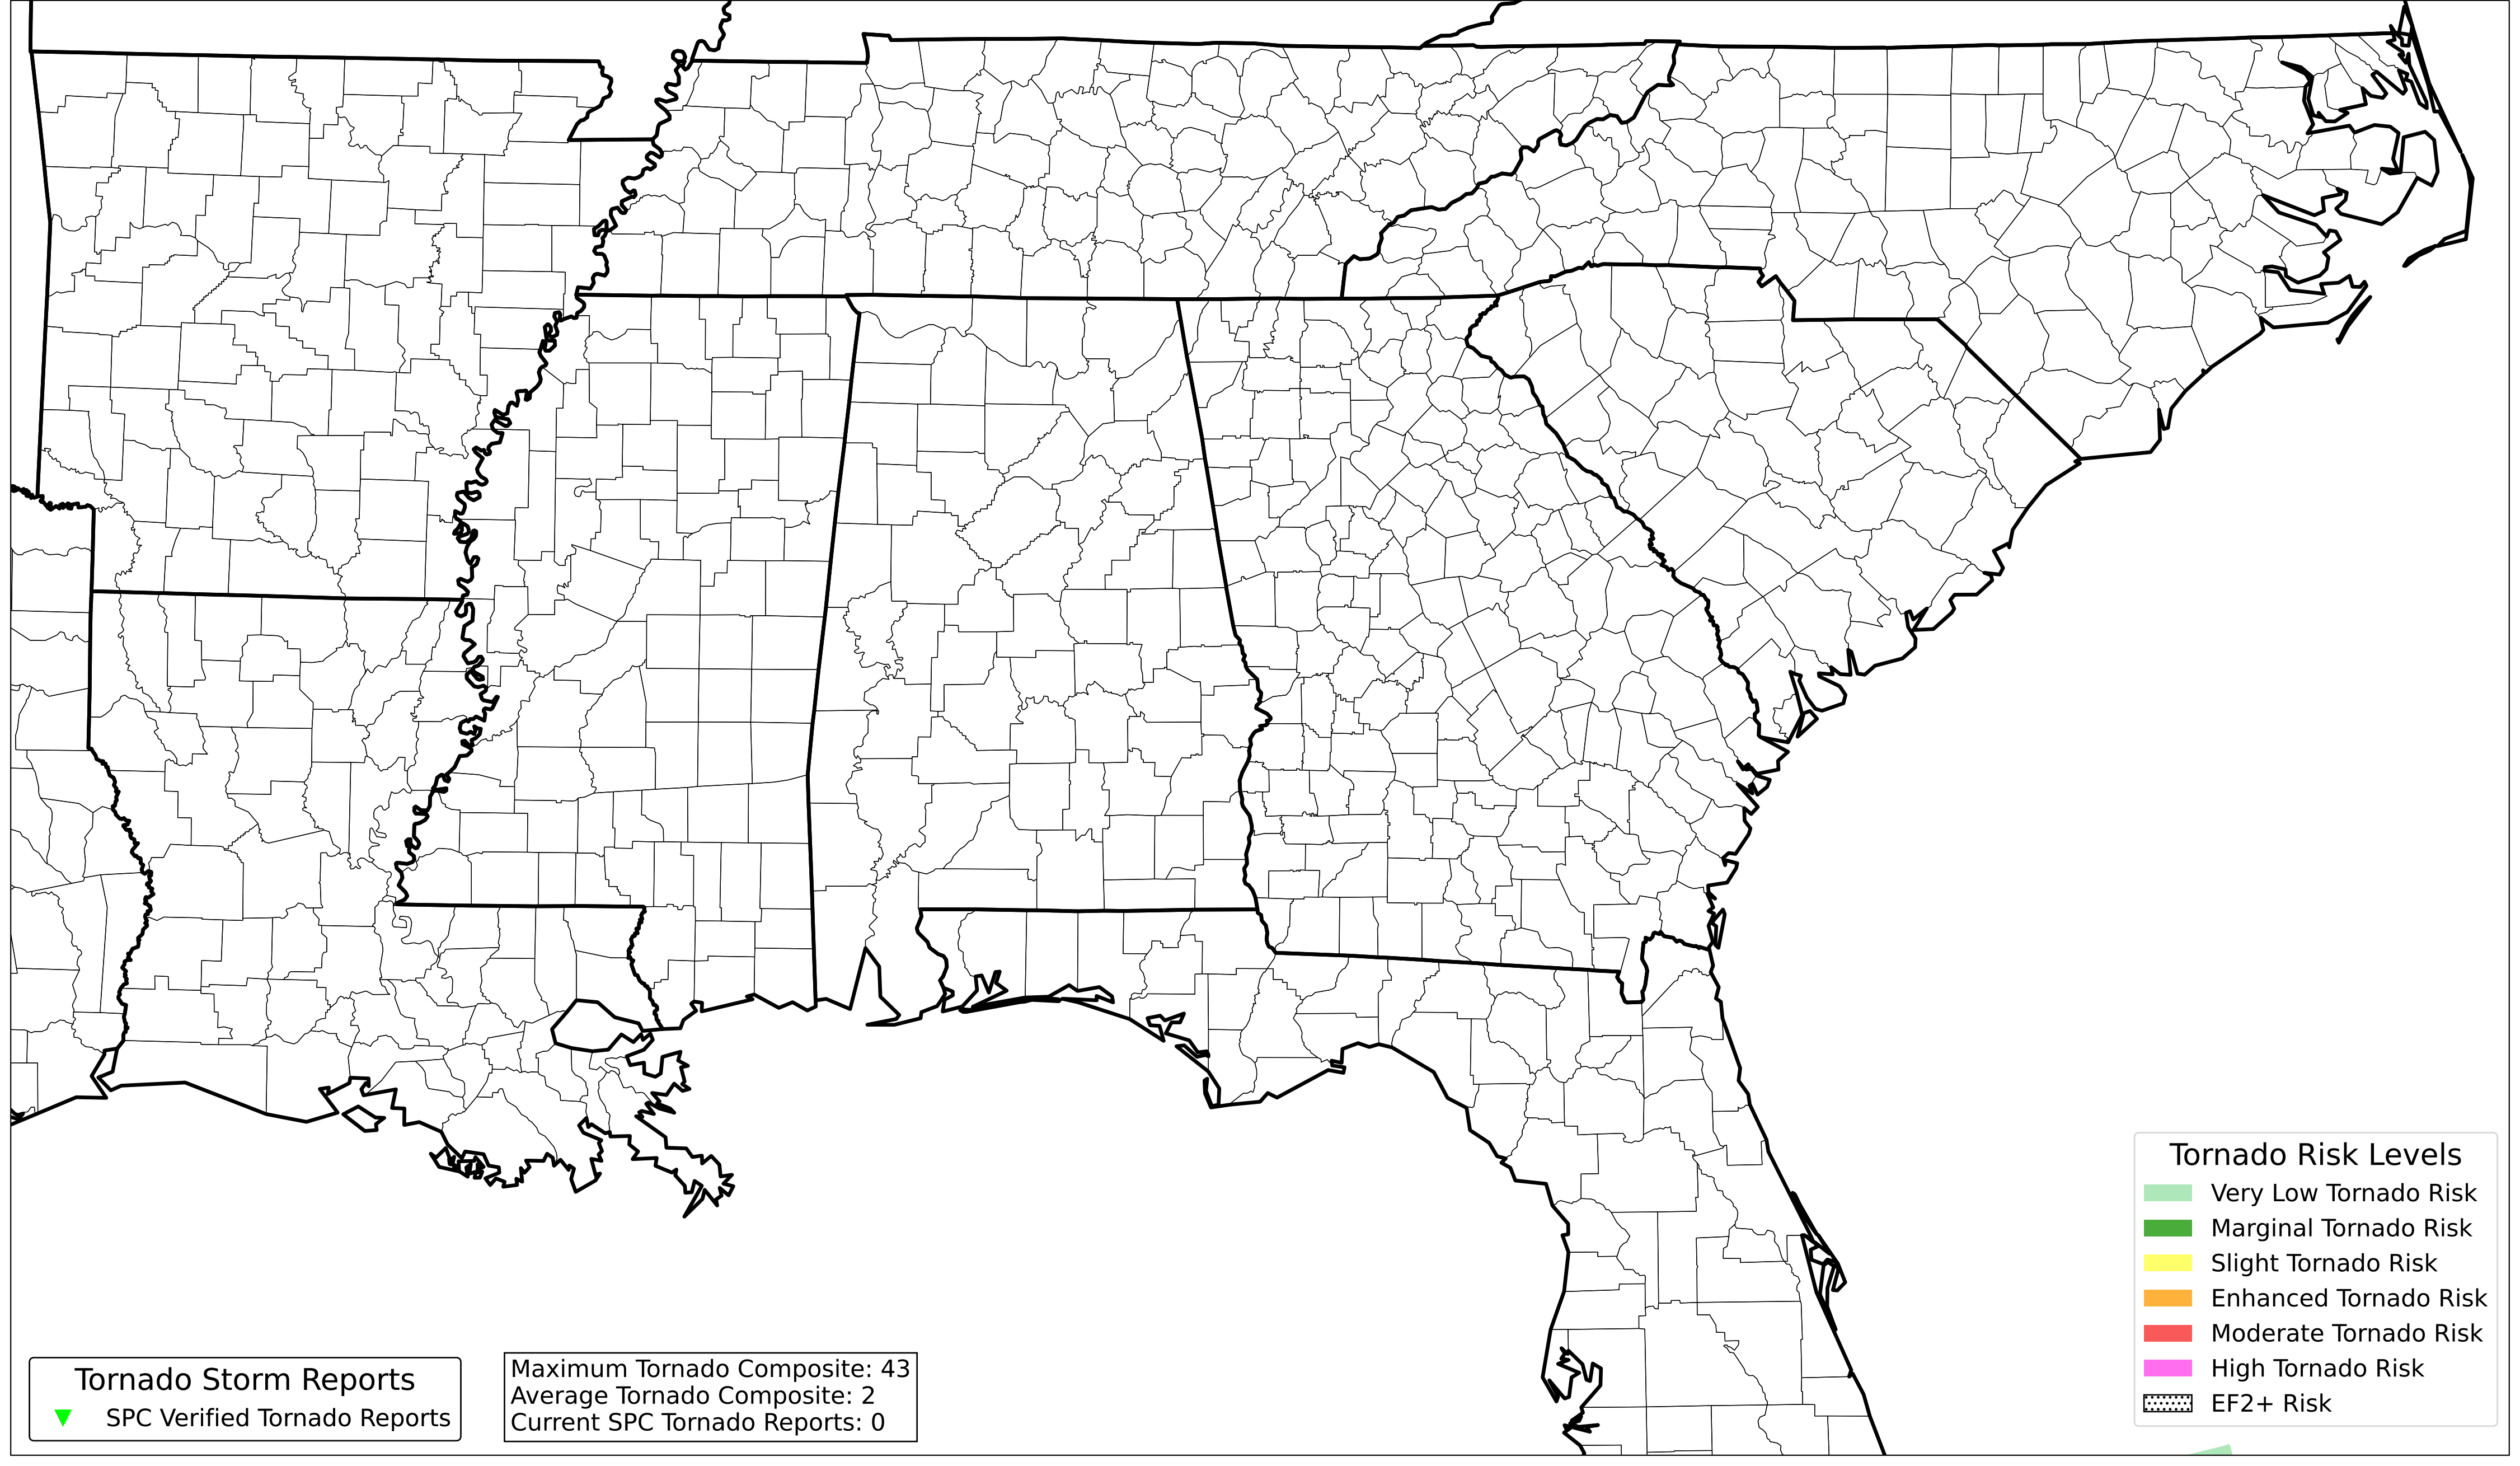 Tornado Risk Levels
Very Low Tornado Risk
Marginal Tornado Risk
Slight Tornado Risk
Enhanced Tornado Risk
Moderate Tornado Risk
High Tornado Risk
EF2+ Risk
Tornado Storm Reports
SPC Verified Tornado Reports
Maximum Tornado Composite: 43
Average Tornado Composite: 2
Current SPC Tornado Reports: 0